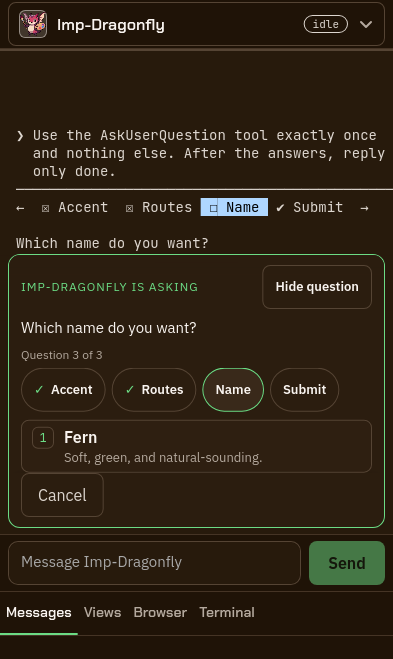 Imp-Dragonfly
idle
❯ Use the AskUserQuestion tool exactly once
and nothing else. After the answers, reply
only done.
← ☒ Accent ☒ Routes ☐ Name ✔ Submit →
Which name do you want?
IMP-DRAGONFLY IS ASKING
Hide question
Which name do you want?
Question 3 of 3
✓ Accent ✓ Routes Name Submit
1 Fern
Soft, green, and natural-sounding.
Cancel
Message Imp-Dragonfly
Send
Messages Views Browser Terminal